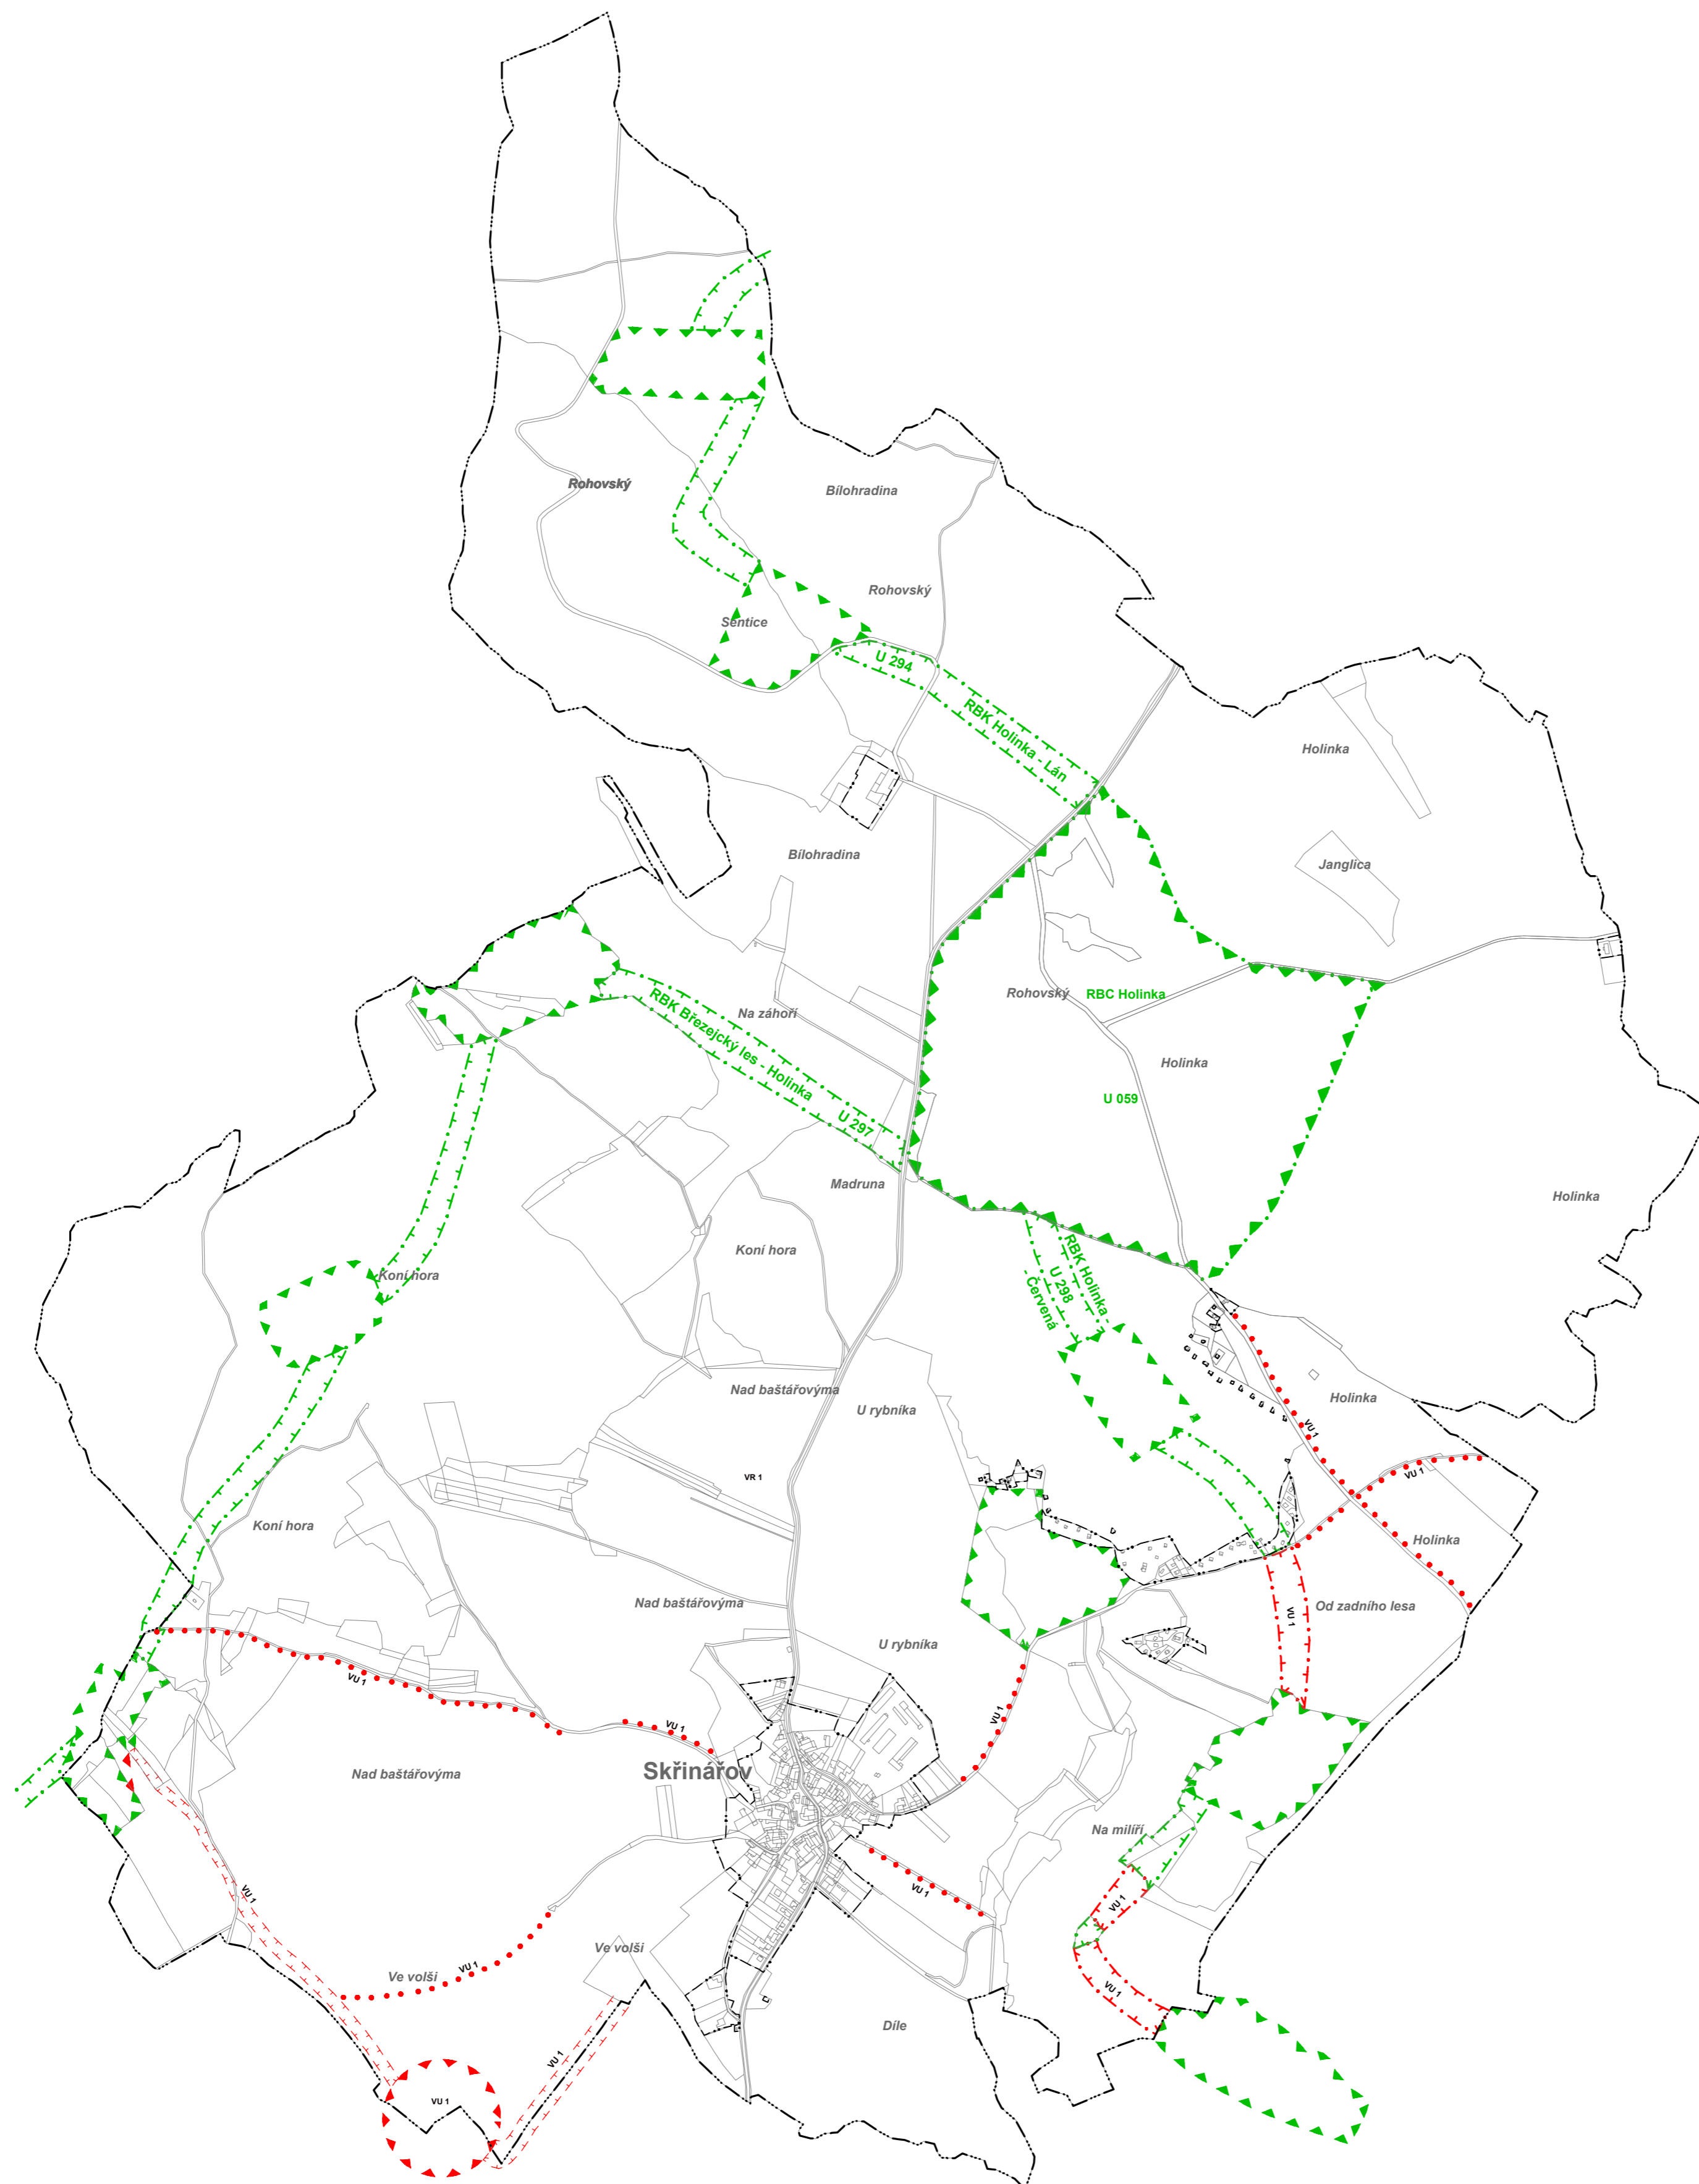 Rohovský
Bílohradina
Rohovský
Sentice
U 294
RBK Holinka - Lán
Holinka
Bílohradina
Janglica
Rohovský
RBC Holinka
RBK Březejcký les - Holinka
Na záhoří
Holinka
U 059
U 297
Madruna
Holinka
Koní hora
Koní hora
RBK Holinka -
U 298
- Červená
Nad baštářovýma
U rybníka
Holinka
VU 1
VR 1
VU 1
Koní hora
Holinka
Nad baštářovýma
Od zadního lesa
VU 1
U rybníka
VU 1
VU 1
VU 1
Skřinářov
Nad baštářovýma
Na milíří
VU 1
VU 1
VU 1
Ve volši
VU 1
Ve volši
VU 1
Díle
VU 1
VU 1